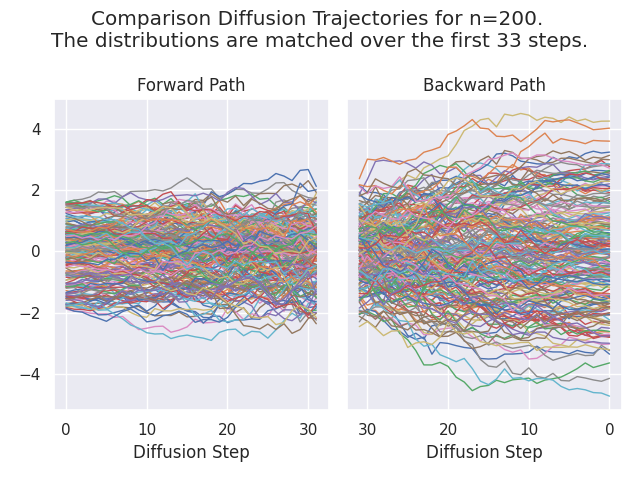 Comparison Diffusion Trajectories for n=200.
The distributions are matched over the first 33 steps.
Forward Path
Backward Path
4
2
0
−2
−4
0 10 20 30
30 20 10 0
Diffusion Step
Diffusion Step